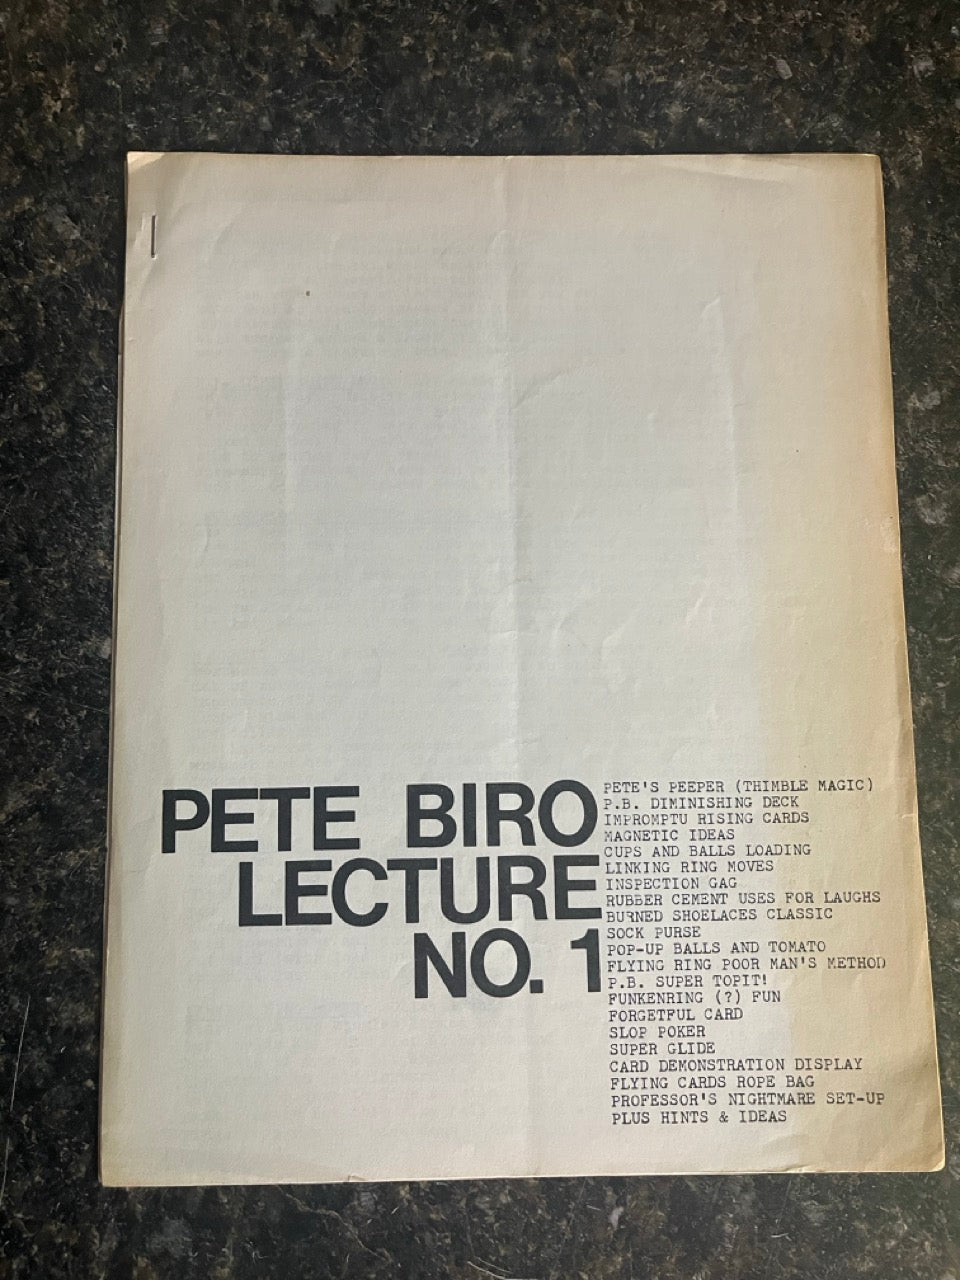 PETE BIRO
LECTURE
NO. 1
PETE'S PEEPER (THIMBLE MAGIC)
P.B. DIMINISHING DECK
IMPROMPTU RISING CARDS
MAGNETIC IDEAS
CUPS AND BALLS LOADING
LINKING RING MOVES
INSPECTION GAG
RUBBER CEMENT USES FOR LAUGHS
BURNED SHOELACES CLASSIC
SOCK PURSE
POP-UP BALLS AND TOMATO
FLYING RING POOR MAN'S METHOD
P.B. SUPER TOPIT!
FUNKENRING (?) FUN
FORGETFUL CARD
SLOP POKER
SUPER GLIDE
CARD DEMONSTRATION DISPLAY
FLYING CARDS ROPE BAG
PROFESSOR'S NIGHTMARE SET-UP
PLUS HINTS & IDEAS